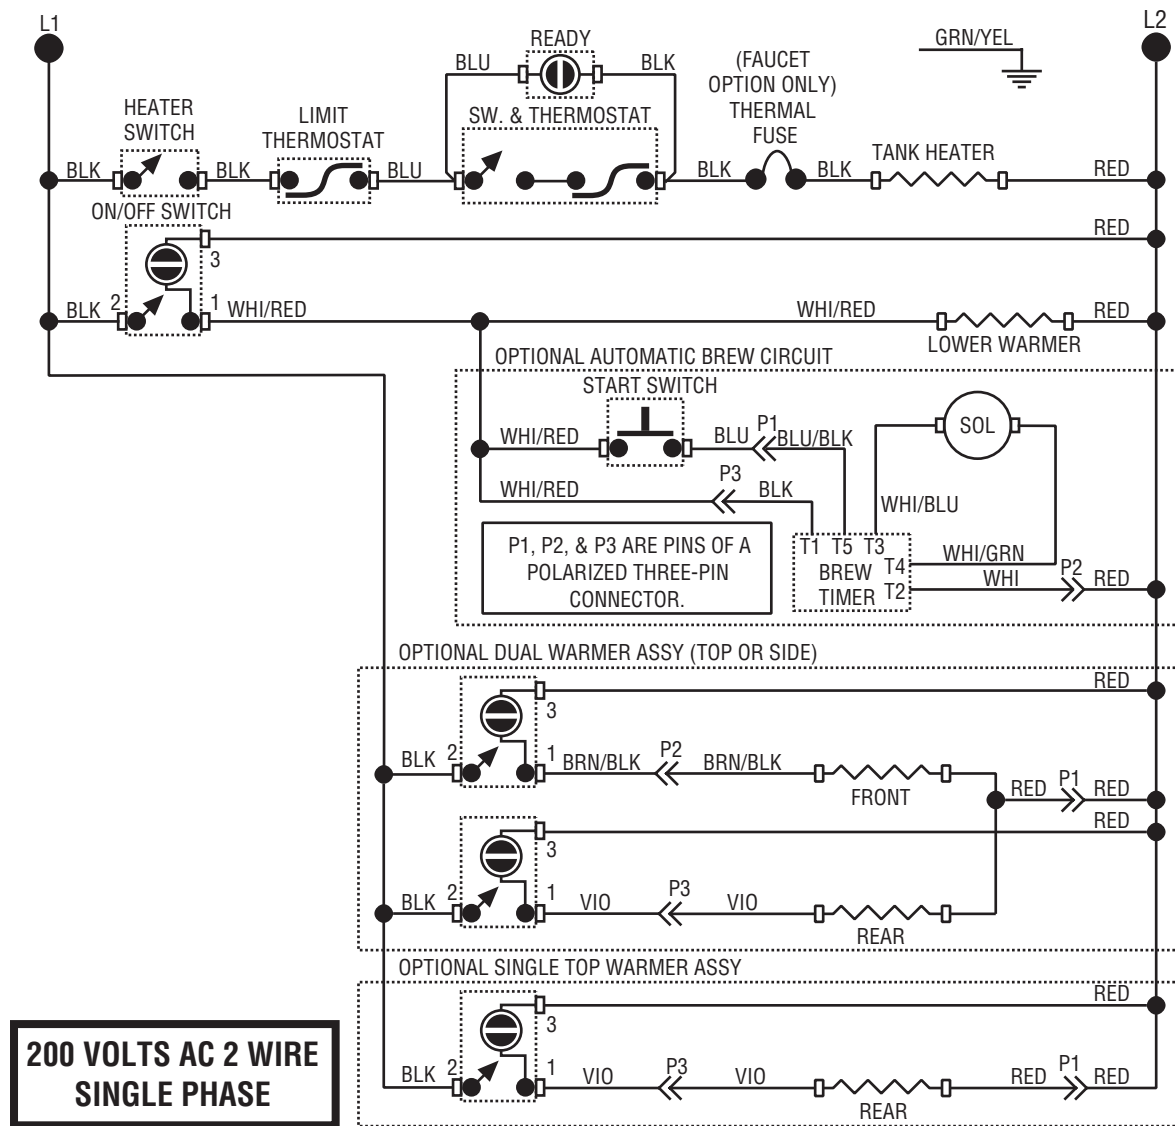 L1
L2
READY
GRN/YEL
BLU
BLK
(FAUCET
OPTION ONLY)
THERMAL
FUSE
HEATER
SWITCH
LIMIT
THERMOSTAT
SW. & THERMOSTAT
TANK HEATER
BLK
BLK
BLU
BLK
BLK
RED
ON/OFF SWITCH
RED
3
BLK
2
1
WHI/RED
WHI/RED
RED
LOWER WARMER
OPTIONAL AUTOMATIC BREW CIRCUIT
START SWITCH
SOL
WHI/RED
BLU
P1
BLU/BLK
WHI/RED
P3
BLK
WHI/BLU
P1, P2, & P3 ARE PINS OF A
POLARIZED THREE-PIN
CONNECTOR.
T1
T5
T3
T4
BREW
TIMER
T2
WHI/GRN
WHI
P2
RED
OPTIONAL DUAL WARMER ASSY (TOP OR SIDE)
RED
3
BLK
2
1
BRN/BLK
P2
BRN/BLK
FRONT
RED
P1
RED
RED
3
BLK
2
1
VIO
P3
VIO
REAR
OPTIONAL SINGLE TOP WARMER ASSY
RED
3
BLK
2
1
VIO
P3
VIO
REAR
RED
P1
RED
200 VOLTS AC 2 WIRE
SINGLE PHASE